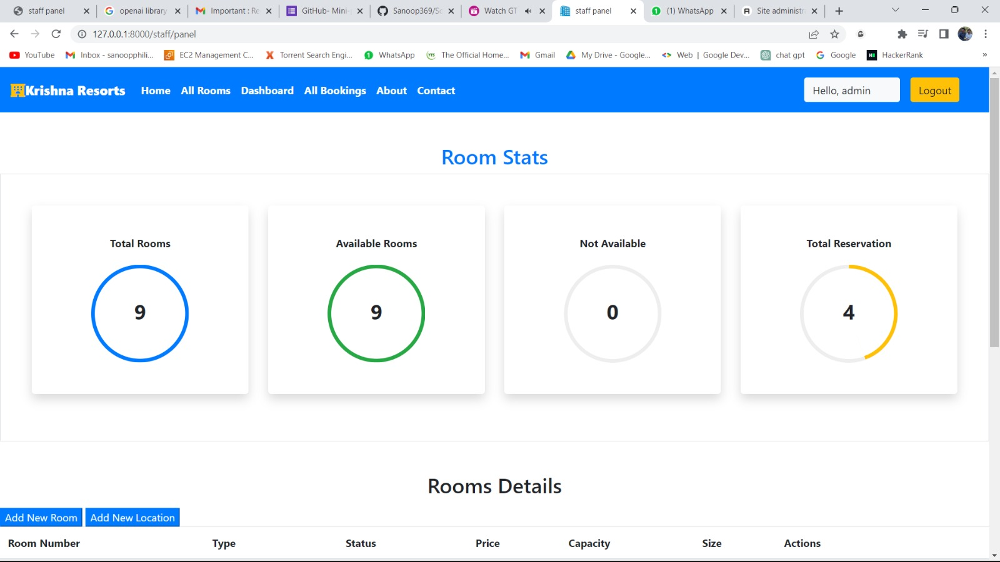 staff panel
openai library
Important : Re
GitHub- Mini-p
Sanoop369/Sc
Watch GT
staff panel
(1) WhatsApp
Site administra
127.0.0.1:8000/staff/panel
YouTube
Inbox - sanoopphili...
EC2 Management C...
Torrent Search Engi...
WhatsApp
The Official Home...
Gmail
My Drive - Google...
Web | Google Dev...
chat gpt
Google
HackerRank
»
Krishna Resorts
Home
All Rooms
Dashboard
All Bookings
About
Contact
Hello, admin
Logout
Room Stats
Total Rooms
9
Available Rooms
9
Not Available
0
Total Reservation
4
Rooms Details
Add New Room
Add New Location
Room Number
Type
Status
Price
Capacity
Size
Actions